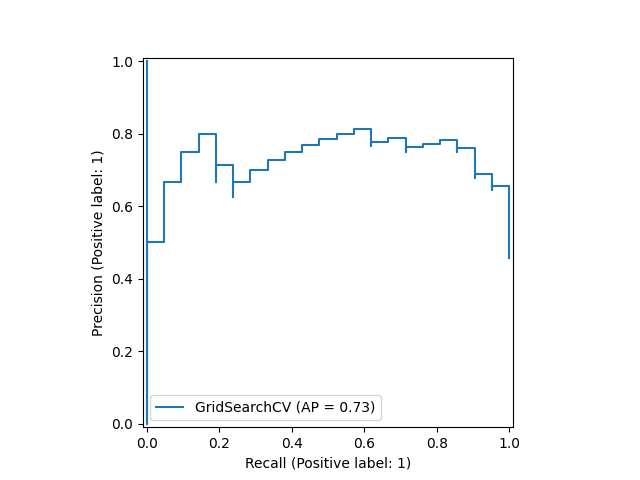 1.0
0.8
0.6
0.4
0.2
0.0
Precision (Positive label: 1)
GridSearchCV (AP = 0.73)
0.0 0.2 0.4 0.6 0.8 1.0
Recall (Positive label: 1)